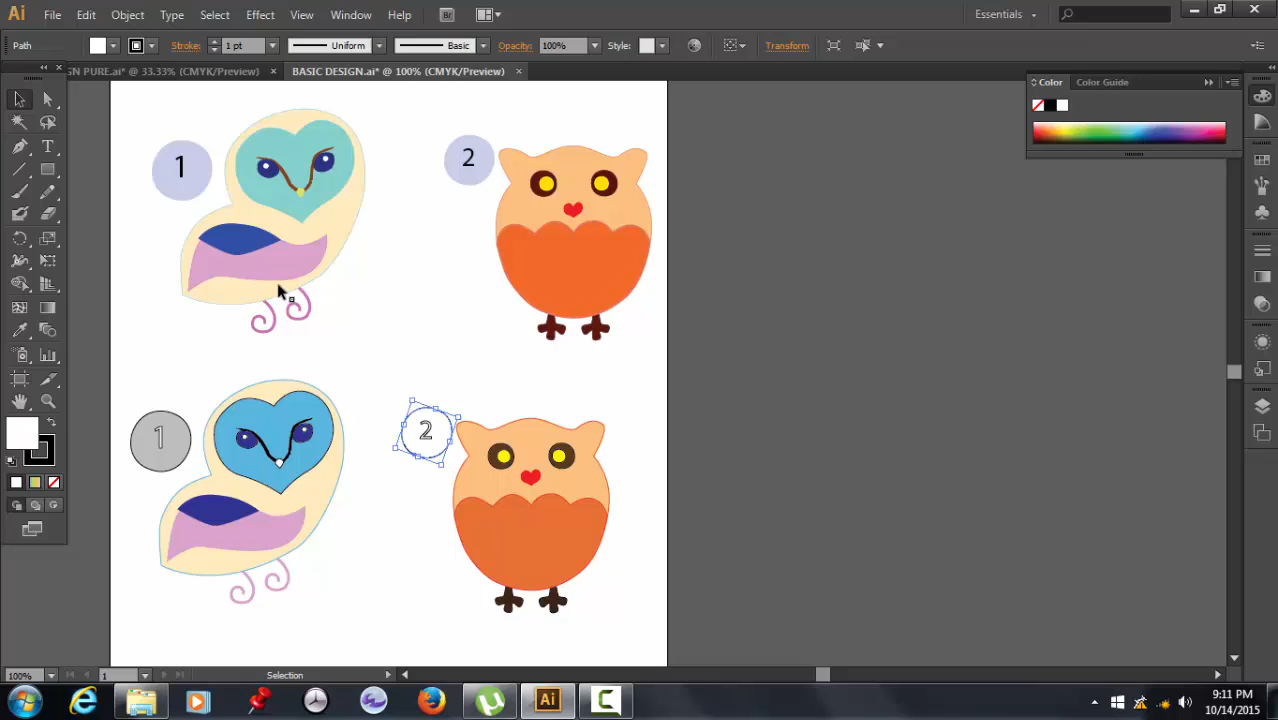 Ai File Edit Object Type Select Effect View Window Help Br Essentials
Path Stroke: 1 pt Uniform Basic Opacity: 100% Style: Transform
GN PURE.ai* @ 33.33% (CMYK/Preview) × BASIC DESIGN.ai* @ 100% (CMYK/Preview) ×
Color Color Guide
T
1
2
1
2
100% 1 Selection
Ai
9:11 PM
10/14/2015